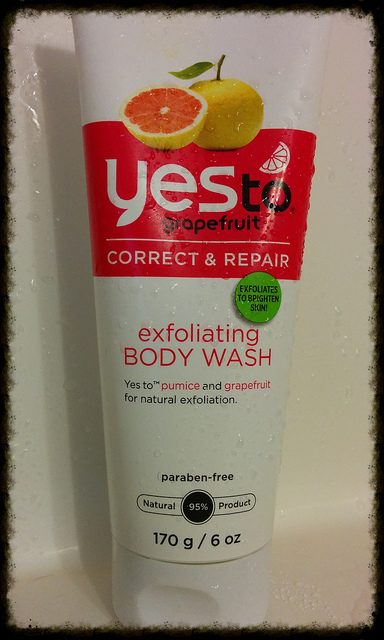 yes to
grapefruit
CORRECT & REPAIR
EXFOLIATES
TO BRIGHTEN
SKIN!
exfoliating
BODY WASH
Yes to™ pumice and grapefruit
for natural exfoliation.
paraben-free
Natural 95% Product
170 g / 6 oz